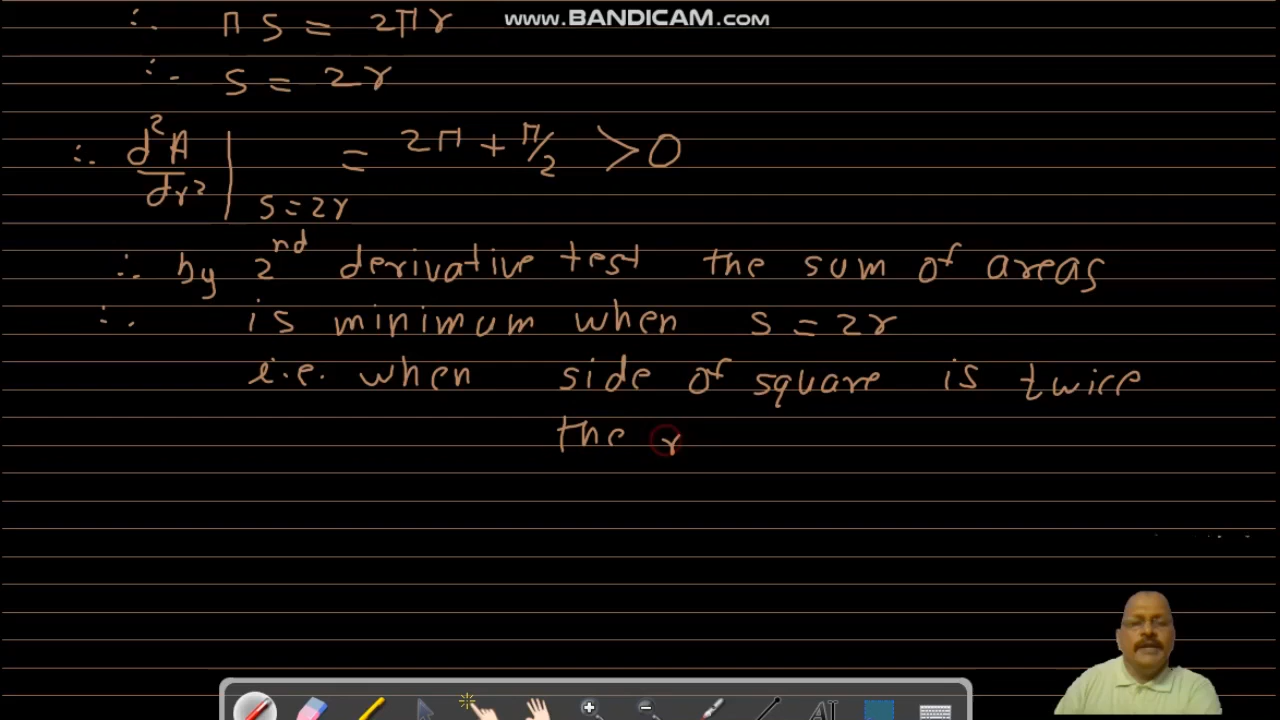 www.BANDICAM.com
∴ π s = 2πr
∴ s = 2r
∴ d²A/dr² | s=2r = 2π + π/2 > 0
∴ by 2nd derivative test the sum of areas
∴ is minimum when s = 2r
i.e. when side of square is twice
the r